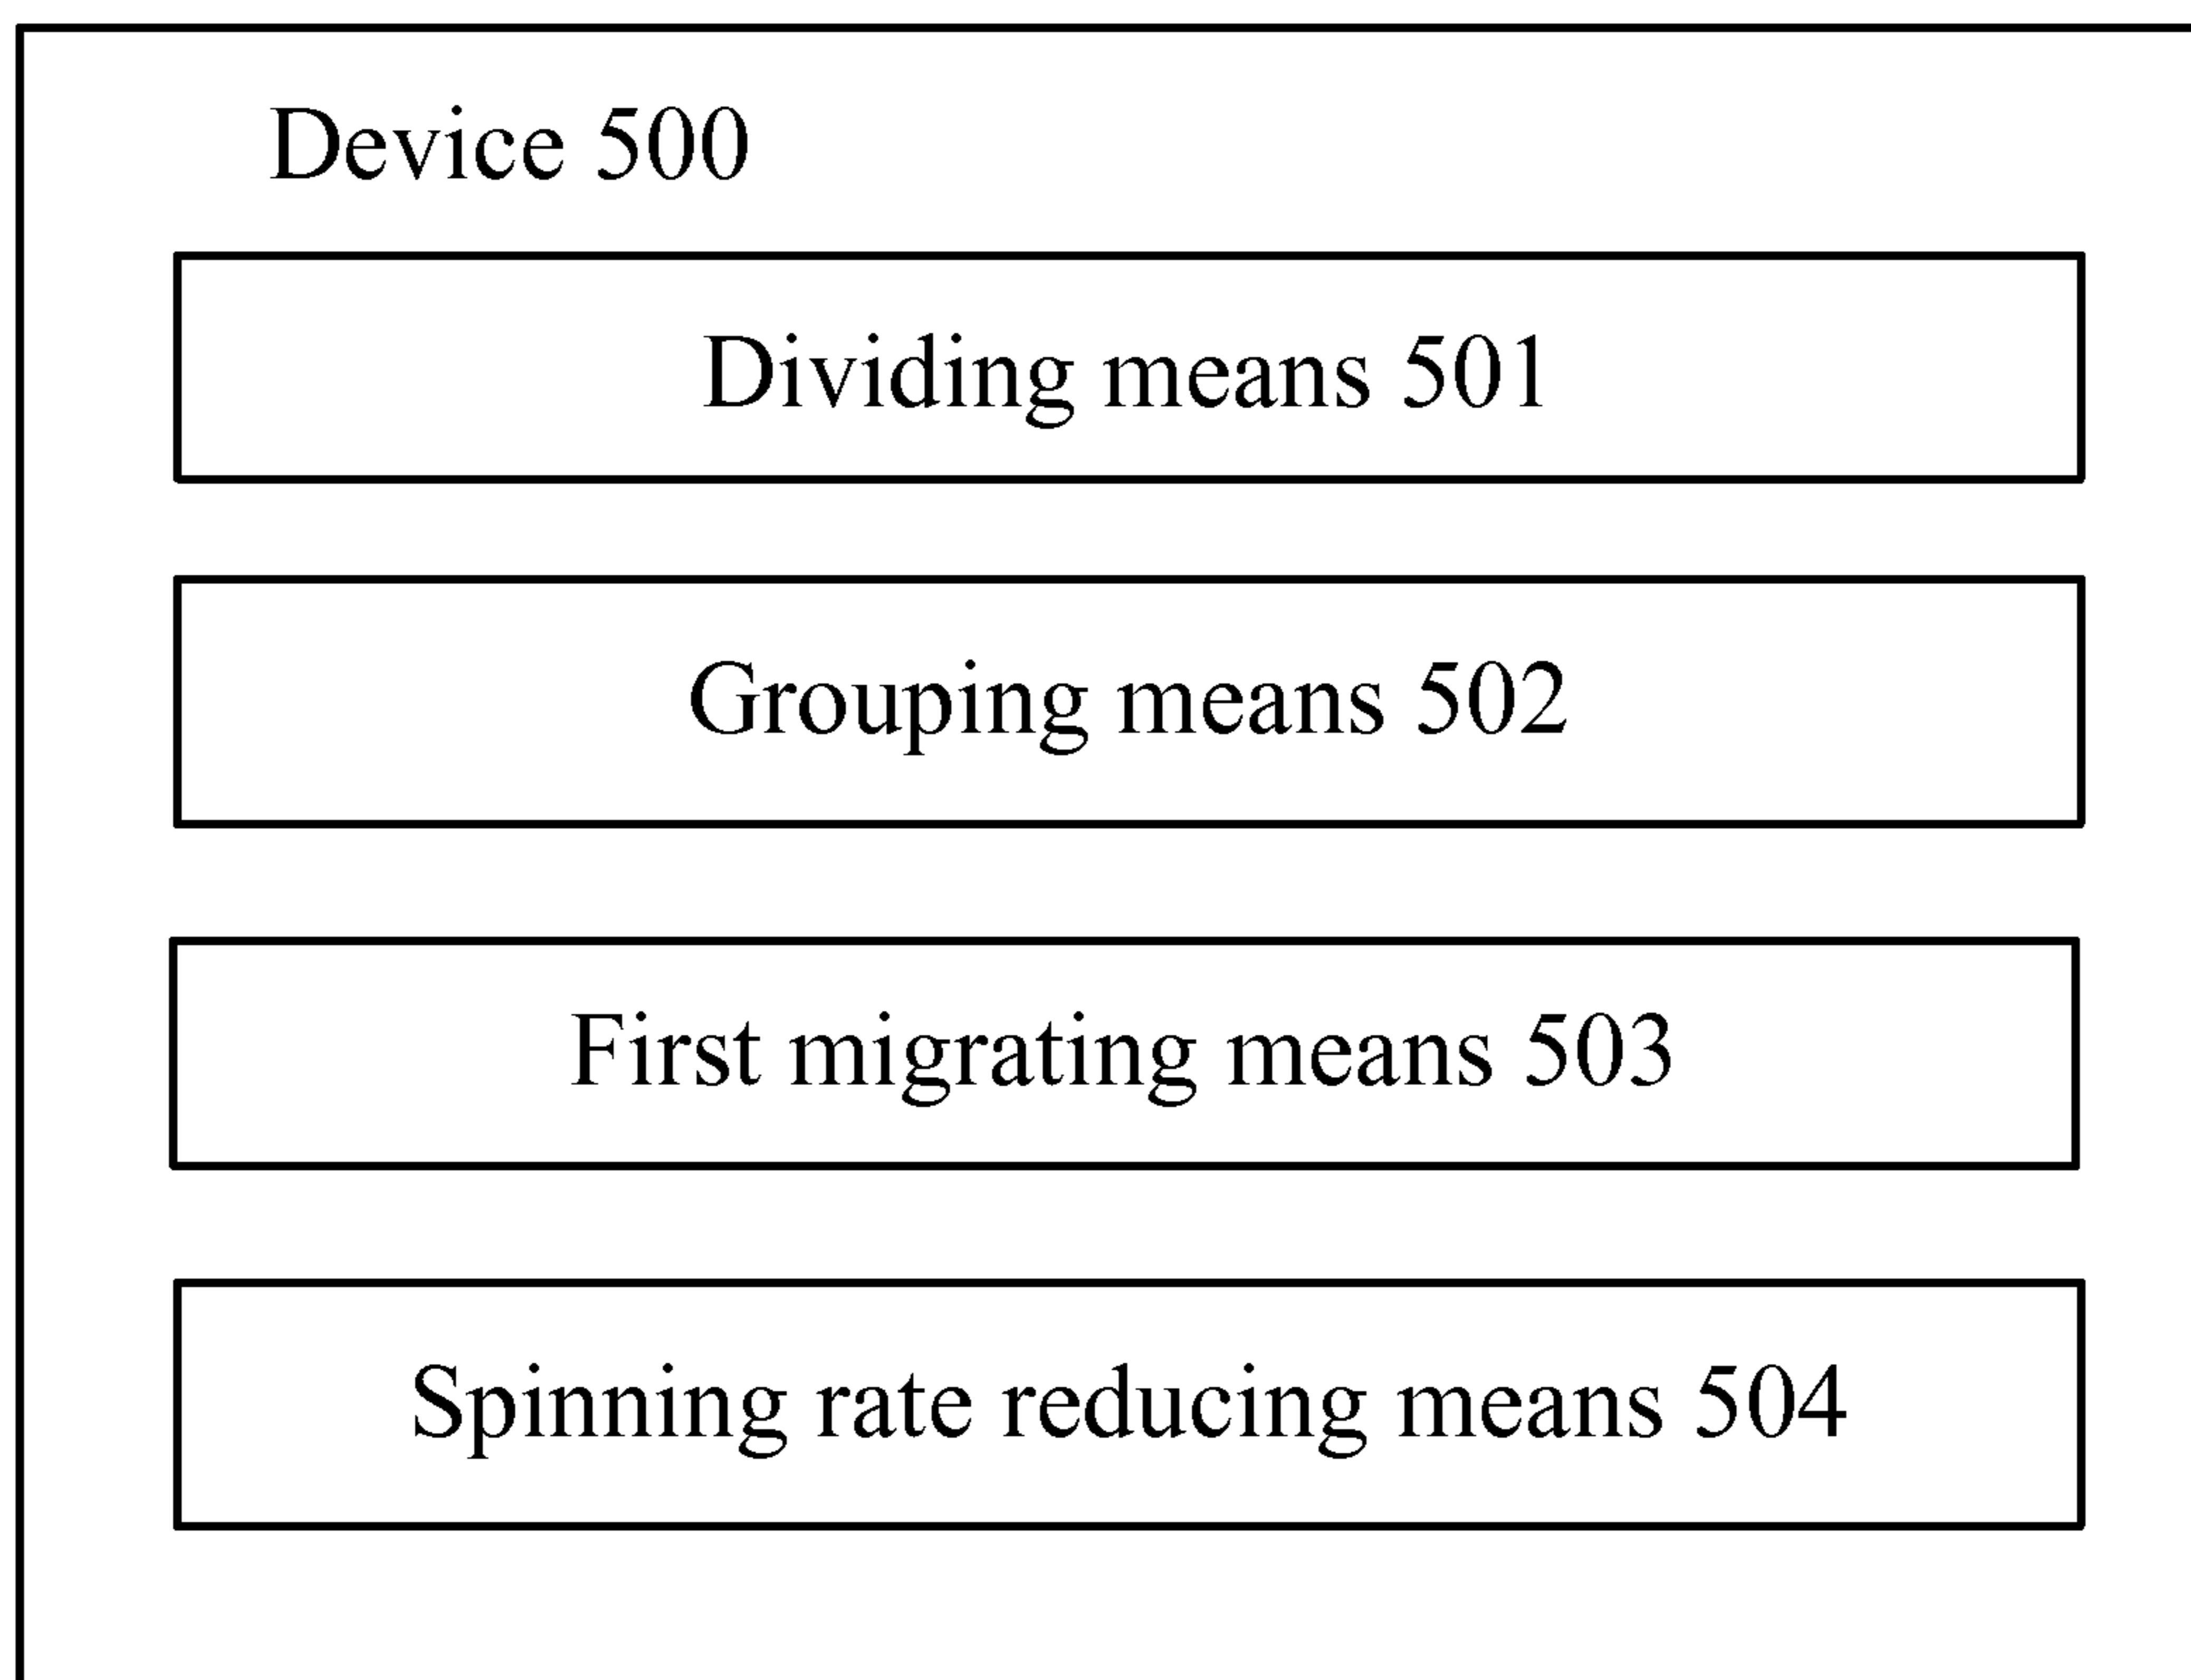 Device 500
Dividing means 501
Grouping means 502
First migrating means 503
Spinning rate reducing means 504